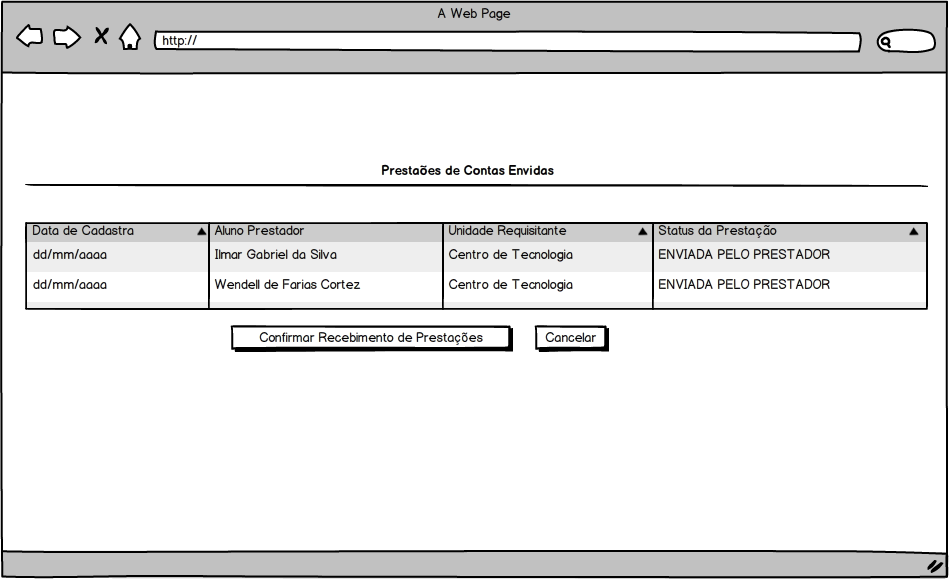 A Web Page
http://
Prestaões de Contas Envidas
Data de Cadastra Aluno Prestador Unidade Requisitante Status da Prestação
dd/mm/aaaa Ilmar Gabriel da Silva Centro de Tecnologia ENVIADA PELO PRESTADOR
dd/mm/aaaa Wendell de Farias Cortez Centro de Tecnologia ENVIADA PELO PRESTADOR
Confirmar Recebimento de Prestações Cancelar